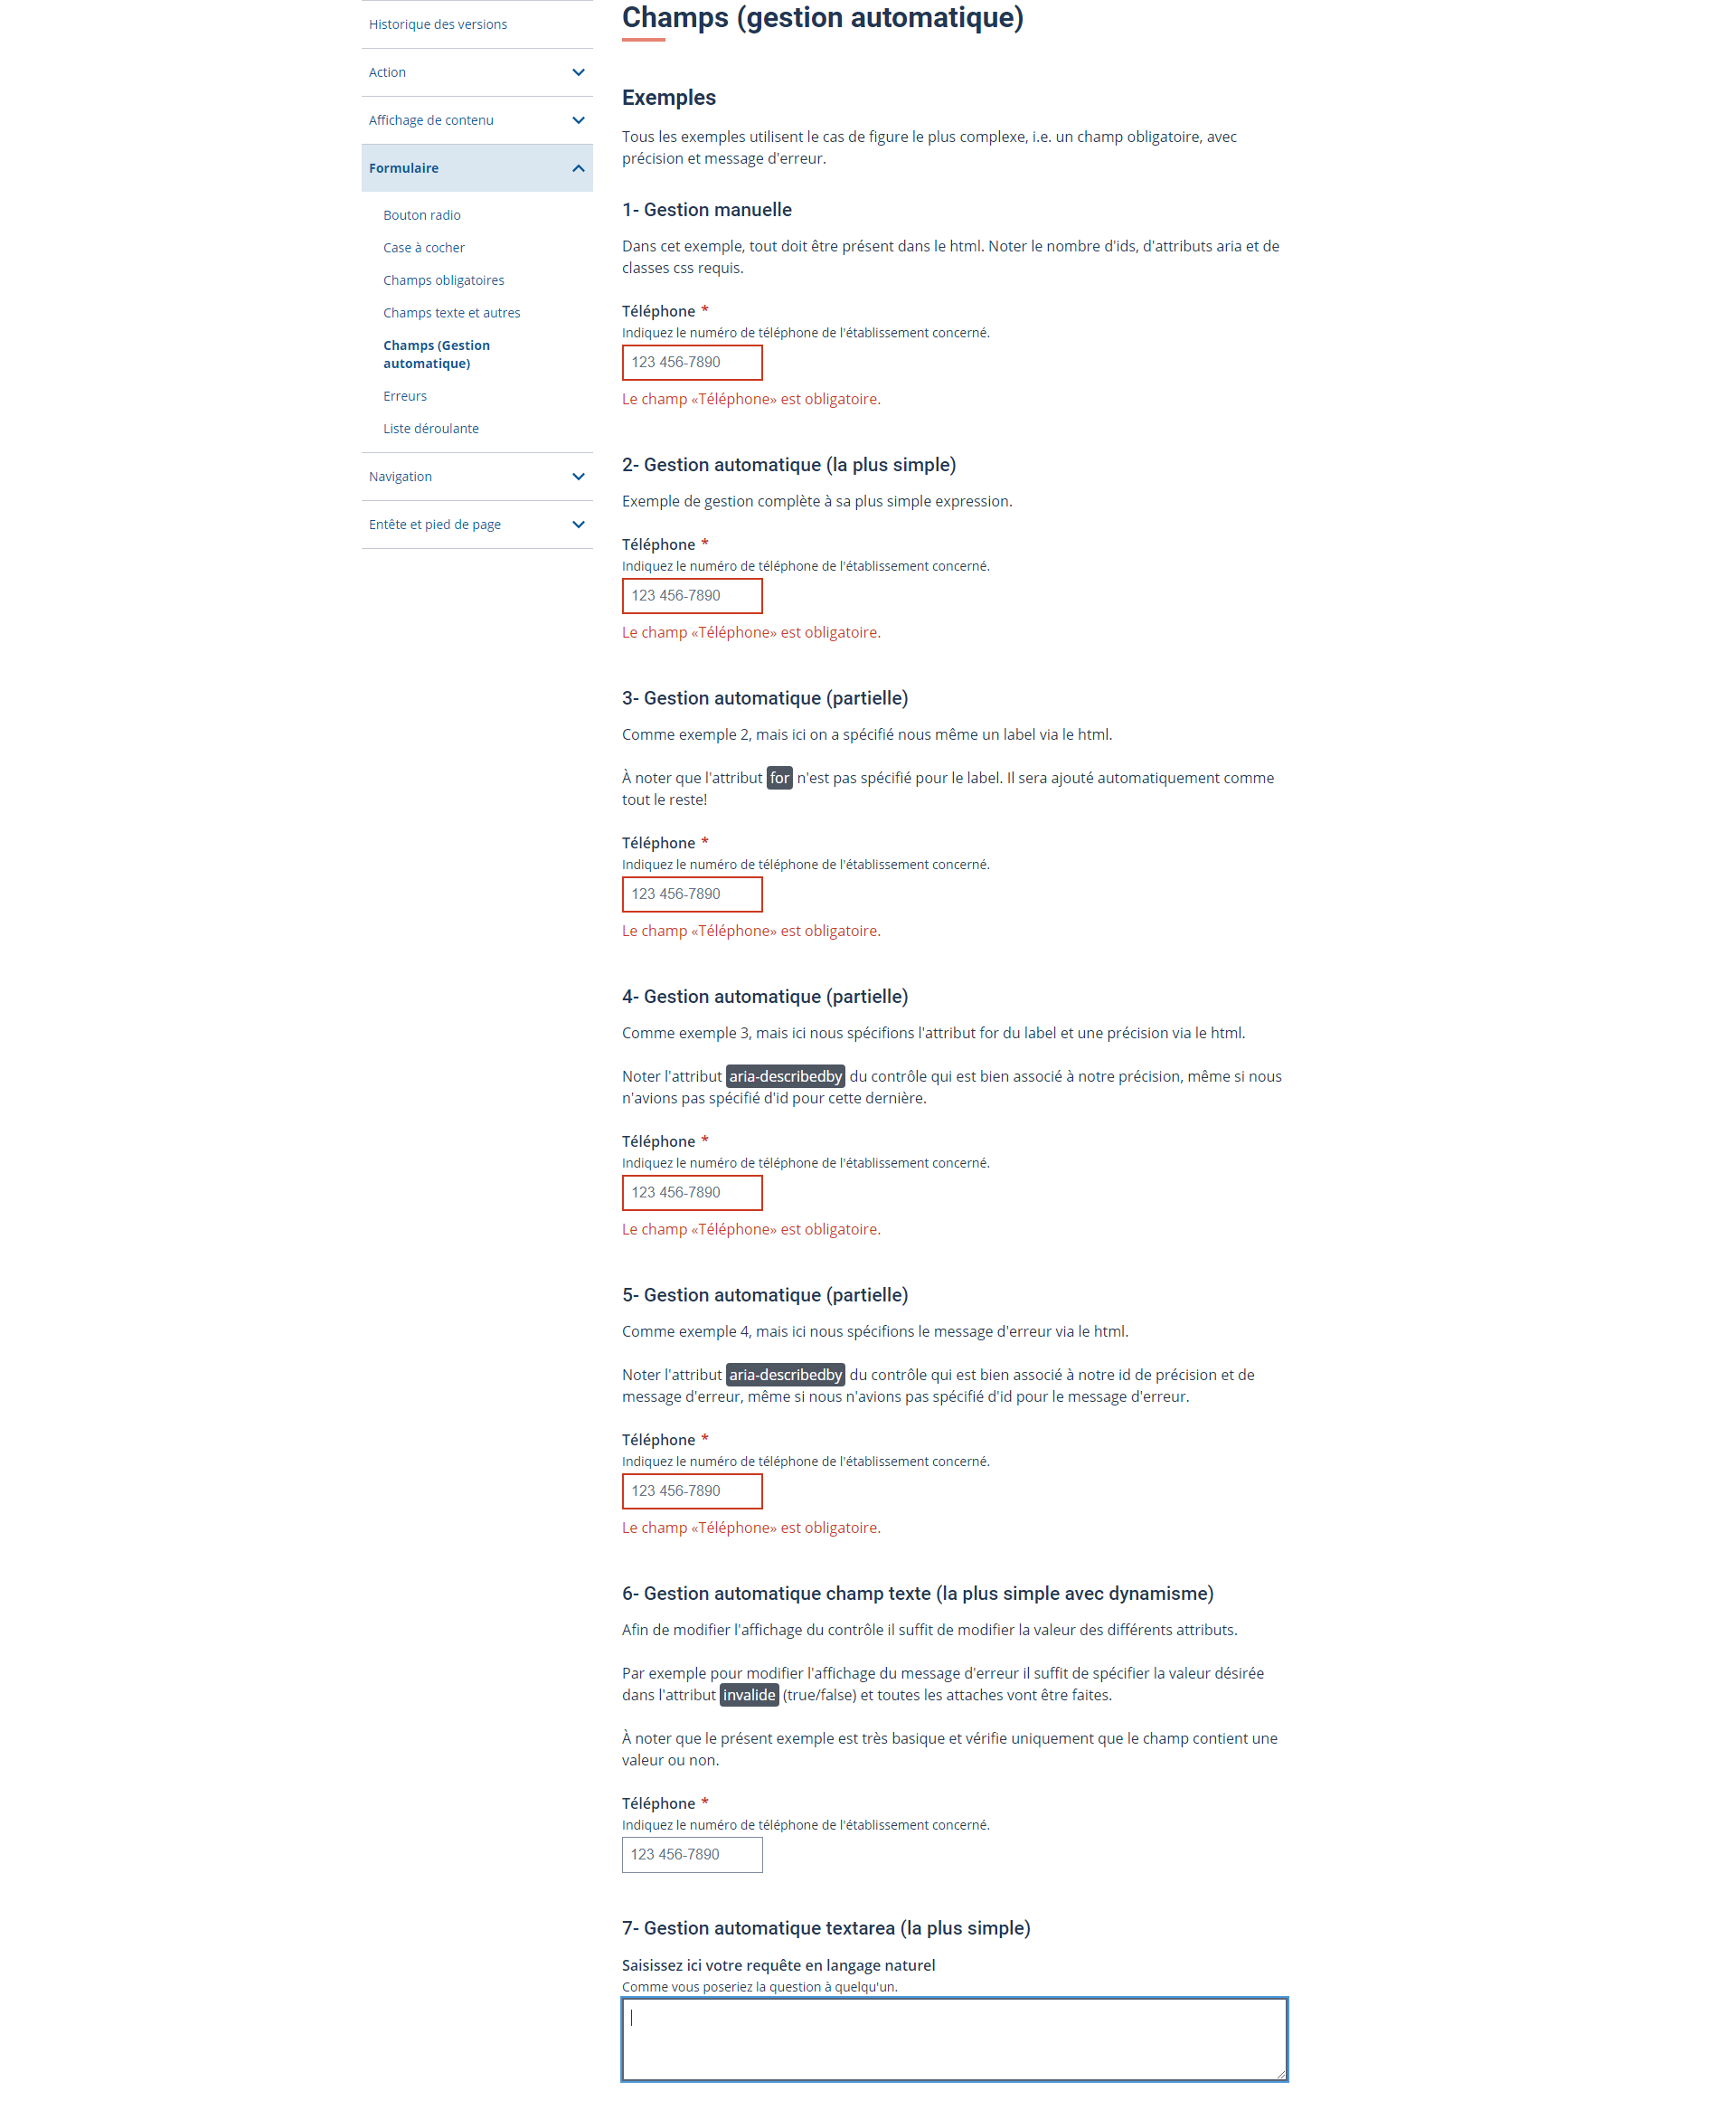 Historique des versions
Action
Affichage de contenu
Formulaire
Bouton radio
Case à cocher
Champs obligatoires
Champs texte et autres
Champs (Gestion
automatique)
Erreurs
Liste déroulante
Navigation
Entête et pied de page
Champs (gestion automatique)
Exemples
Tous les exemples utilisent le cas de figure le plus complexe, i.e. un champ obligatoire, avec
précision et message d'erreur.
1- Gestion manuelle
Dans cet exemple, tout doit être présent dans le html. Noter le nombre d'ids, d'attributs aria et de
classes css requis.
Téléphone *
Indiquez le numéro de téléphone de l'établissement concerné.
123 456-7890
Le champ «Téléphone» est obligatoire.
2- Gestion automatique (la plus simple)
Exemple de gestion complète à sa plus simple expression.
Téléphone *
Indiquez le numéro de téléphone de l'établissement concerné.
123 456-7890
Le champ «Téléphone» est obligatoire.
3- Gestion automatique (partielle)
Comme exemple 2, mais ici on a spécifié nous même un label via le html.
À noter que l'attribut for n'est pas spécifié pour le label. Il sera ajouté automatiquement comme
tout le reste!
Téléphone *
Indiquez le numéro de téléphone de l'établissement concerné.
123 456-7890
Le champ «Téléphone» est obligatoire.
4- Gestion automatique (partielle)
Comme exemple 3, mais ici nous spécifions l'attribut for du label et une précision via le html.
Noter l'attribut aria-describedby du contrôle qui est bien associé à notre précision, même si nous
n'avions pas spécifié d'id pour cette dernière.
Téléphone *
Indiquez le numéro de téléphone de l'établissement concerné.
123 456-7890
Le champ «Téléphone» est obligatoire.
5- Gestion automatique (partielle)
Comme exemple 4, mais ici nous spécifions le message d'erreur via le html.
Noter l'attribut aria-describedby du contrôle qui est bien associé à notre id de précision et de
message d'erreur, même si nous n'avions pas spécifié d'id pour le message d'erreur.
Téléphone *
Indiquez le numéro de téléphone de l'établissement concerné.
123 456-7890
Le champ «Téléphone» est obligatoire.
6- Gestion automatique champ texte (la plus simple avec dynamisme)
Afin de modifier l'affichage du contrôle il suffit de modifier la valeur des différents attributs.
Par exemple pour modifier l'affichage du message d'erreur il suffit de spécifier la valeur désirée
dans l'attribut invalide (true/false) et toutes les attaches vont être faites.
À noter que le présent exemple est très basique et vérifie uniquement que le champ contient une
valeur ou non.
Téléphone *
Indiquez le numéro de téléphone de l'établissement concerné.
123 456-7890
7- Gestion automatique textarea (la plus simple)
Saisissez ici votre requête en langage naturel
Comme vous poseriez la question à quelqu'un.